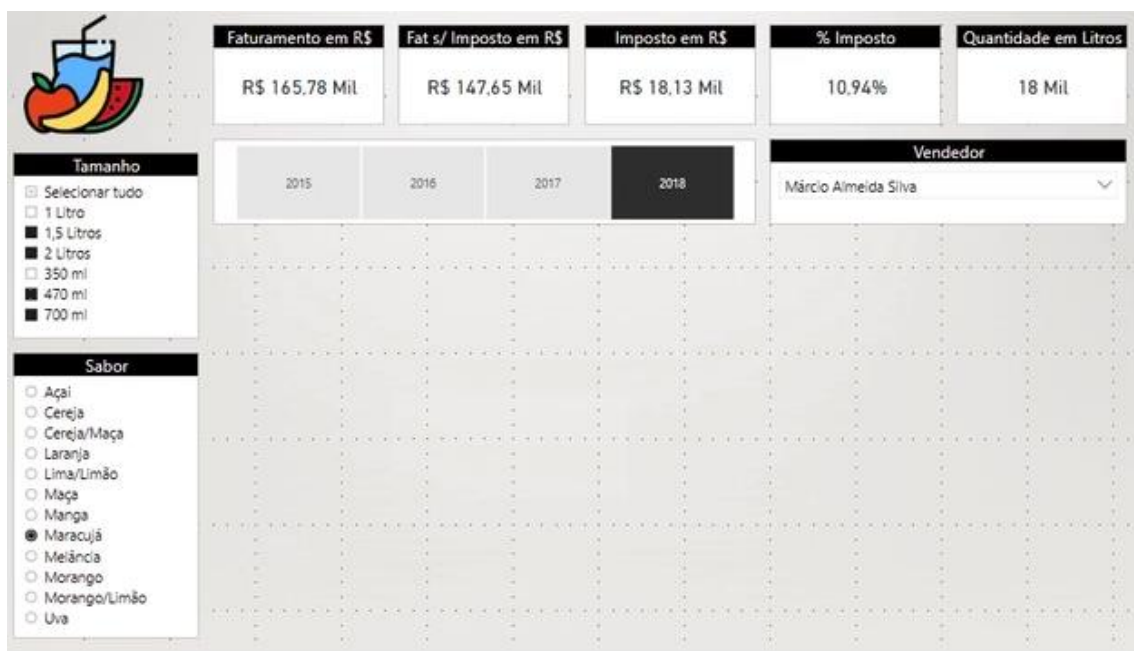 Faturamento em R$
R$ 165,78 Mil
Fat s/ Imposto em R$
R$ 147,65 Mil
Imposto em R$
R$ 18,13 Mil
% Imposto
10,94%
Quantidade em Litros
18 Mil
2015
2016
2017
2018
Vendedor
Márcio Almeida Silva
Tamanho
Selecionar tudo
1 Litro
1,5 Litros
2 Litros
350 ml
470 ml
700 ml
Sabor
Açaí
Cereja
Cereja/Maça
Laranja
Lima/Limão
Maça
Manga
Maracujá
Melância
Morango
Morango/Limão
Uva